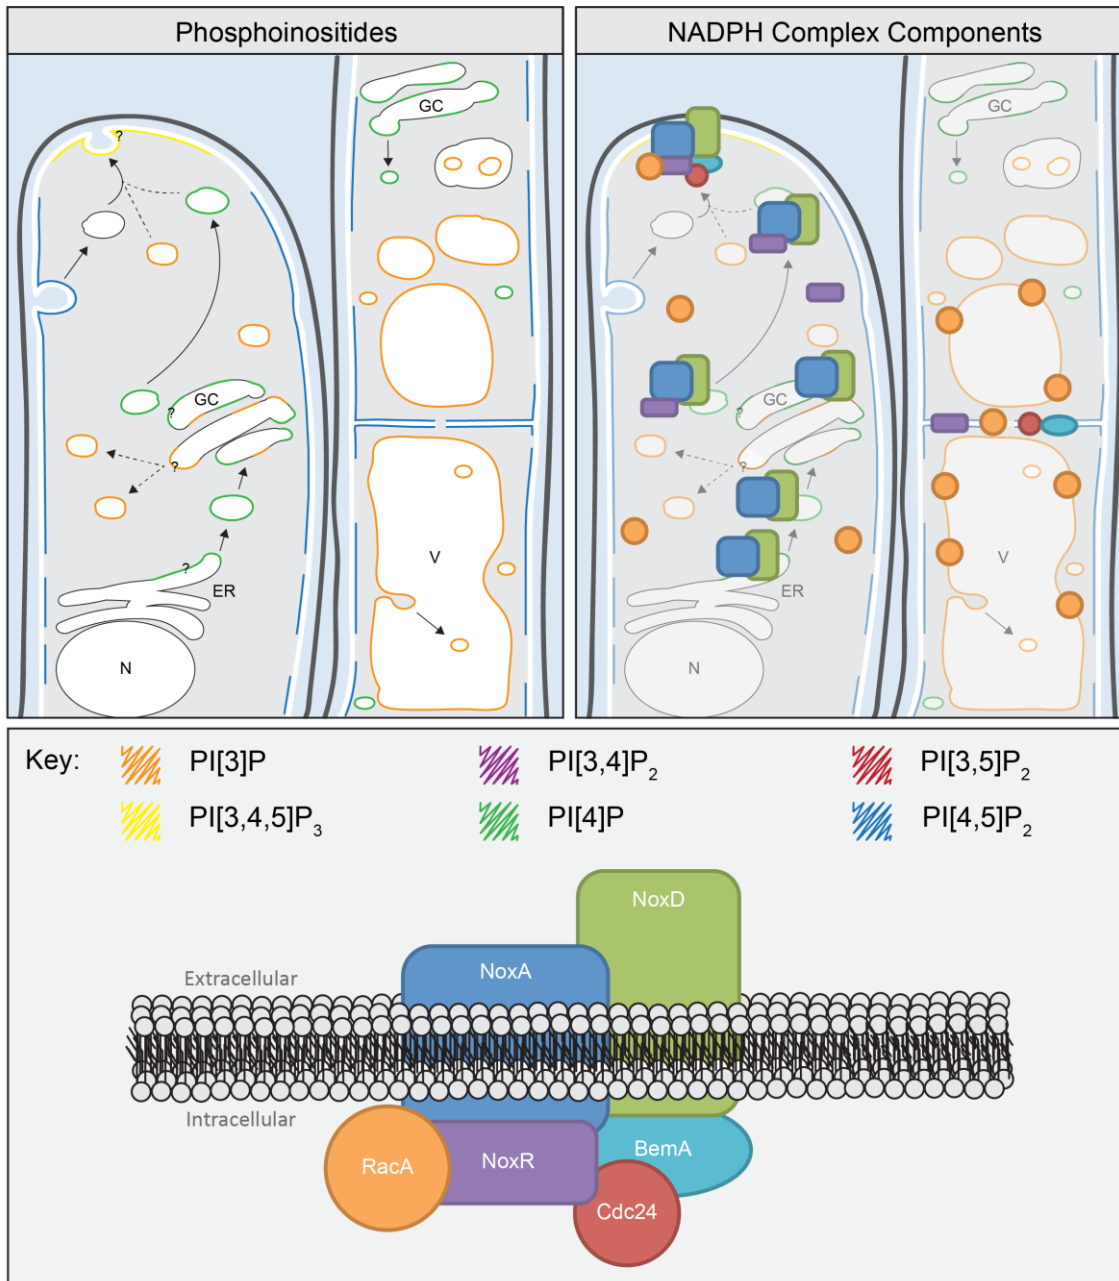 Phosphoinositides
NADPH Complex Components
?
GC
GC
?
?
V
?
ER
N
GC
GC
?
?
V
ER
N
Key:
PI[3]P
PI[3,4]P₂
PI[3,5]P₂
PI[3,4,5]P₃
PI[4]P
PI[4,5]P₂
NoxD
NoxA
Extracellular
Intracellular
RacA
NoxR
BemA
Cdc24